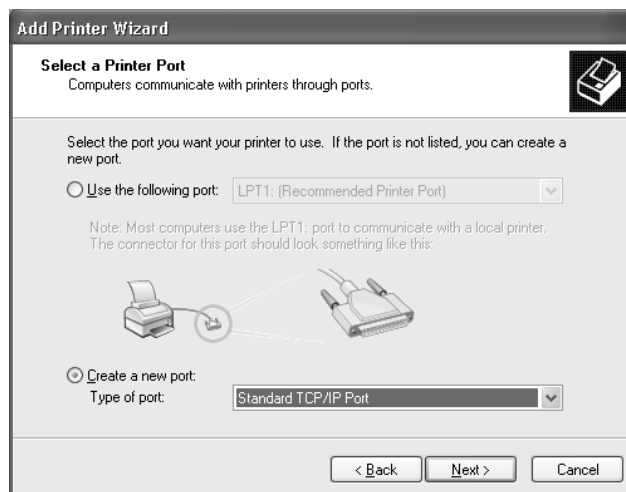 Add Printer Wizard
Select a Printer Port
Computers communicate with printers through ports.
Select the port you want your printer to use. If the port is not listed, you can create a
new port.
Use the following port: LPT1: (Recommended Printer Port)
Note: Most computers use the LPT1: port to communicate with a local printer.
The connector for this port should look something like this:
Create a new port:
Type of port: Standard TCP/IP Port
< Back Next > Cancel